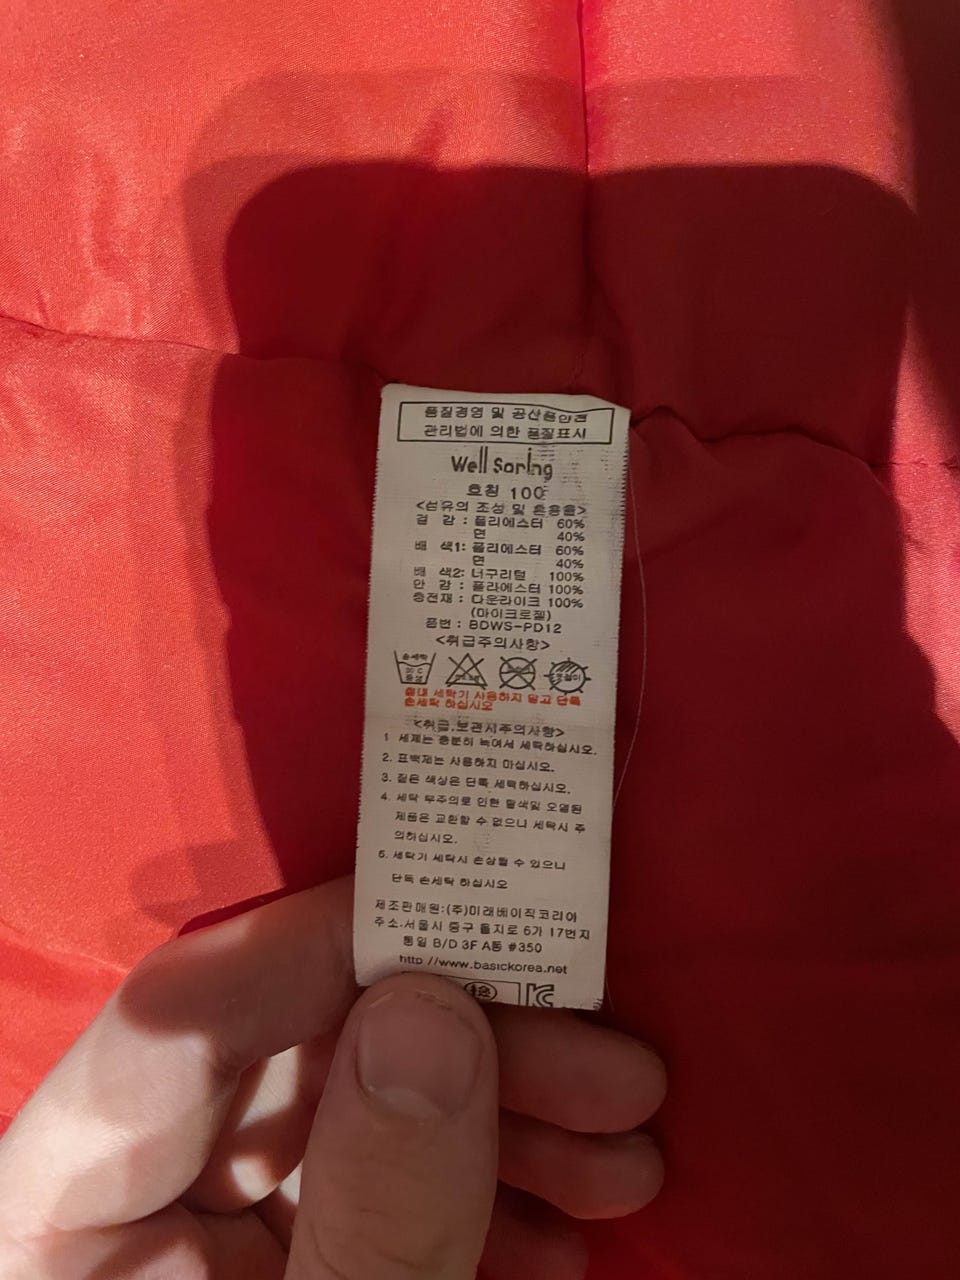 품질경영 및 공산품안전
관리법에 의한 품질표시
Well Spring
호칭 100
<섬유의 조성 및 혼용율>
겉 감 : 폴리에스터 60%
면 40%
배 색1: 폴리에스터 60%
면 40%
배 색2: 너구리털 100%
안 감 : 폴리에스터 100%
충전재 : 다운라이크 100%
(마이크로젤)
품번 : BDWS-PD12
<취급주의사항>
손세탁
30°C
중성
절대 세탁기 사용하지 말고 단독
손세탁 하십시오
<취급,보관시주의사항>
1 세제는 충분히 녹여서 세탁하십시오.
2. 표백제는 사용하지 마십시오.
3. 짙은 색상은 단독 세탁하십시오.
4. 세탁 부주의로 인한 탈색및 오염된
제품은 교환할 수 없으니 세탁시 주
의하십시오.
5. 세탁기 세탁시 손상될 수 있으니
단독 손세탁 하십시오
제조판매원:(주)미래베이직코리아
주소.서울시 중구 을지로 6가 17번지
통일 B/D 3F A동 #350
http://www.basickorea.net